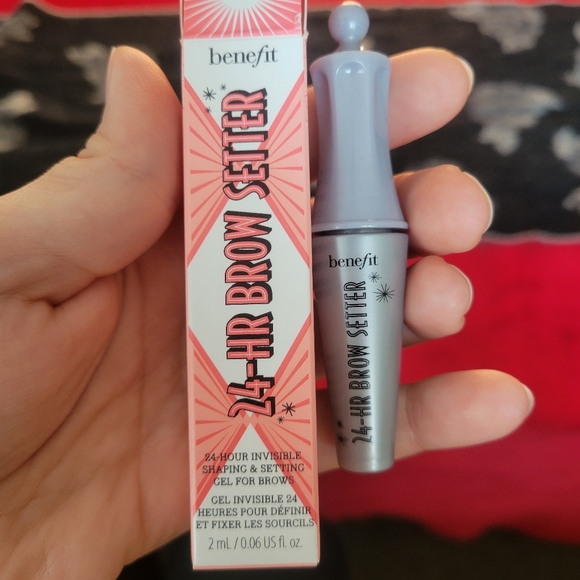 benefit
24-HR BROW SETTER
24-HOUR INVISIBLE
SHAPING & SETTING
GEL FOR BROWS
GEL INVISIBLE 24
HEURES POUR DÉFINIR
ET FIXER LES SOURCILS
2 mL / 0.06 US fl. oz.
benefit
24-HR BROW SETTER